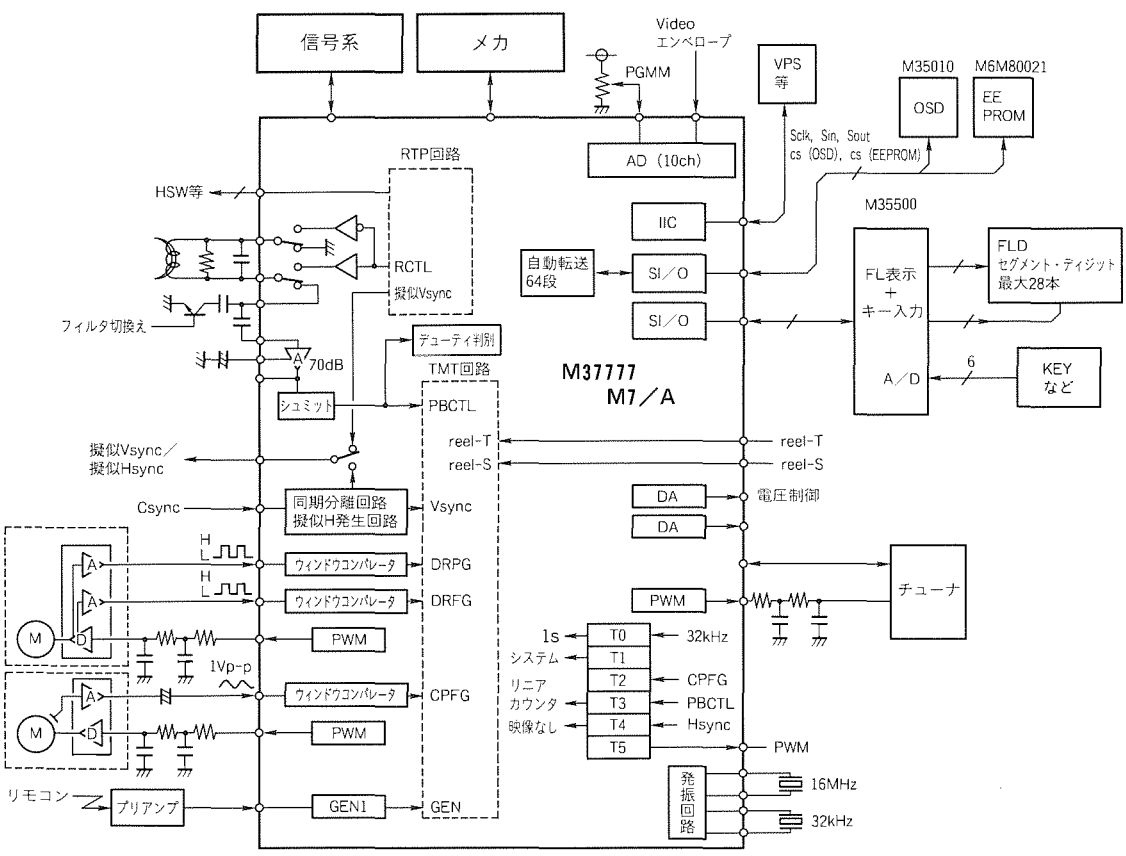 信号系
メカ
Video
エンベロープ
PGMM
VPS
等
M35010
M6M80021
OSD
EE
PROM
Sclk, Sin, Sout
cs (OSD), cs (EEPROM)
AD (10ch)
RTP回路
HSW等
IIC
M35500
自動転送
64段
SI/O
RCTL
擬似Vsync
FL表示
+
キー入力
A/D
FLD
セグメント・ディジット
最大28本
SI/O
フィルタ切換え
デューティ判別
A
70dB
TMT回路
M37777
M7/A
6
KEY
など
シュミット
PBCTL
reel-T
reel-T
reel-S
reel-S
擬似Vsync/
擬似Hsync
DA
電圧制御
Csync
同期分離回路
擬似H発生回路
Vsync
DA
H
L
A
ウィンドウコンパレータ
DRPG
H
L
A
ウィンドウコンパレータ
DRFG
PWM
チューナ
M
D
PWM
1s
T0
32kHz
システム
T1
1Vp-p
A
ウィンドウコンパレータ
CPFG
リニア
カウンタ
T2
CPFG
T3
PBCTL
M
D
PWM
映像なし
T4
Hsync
T5
PWM
リモコン
プリアンプ
GEN1
GEN
発振回路
16MHz
32kHz